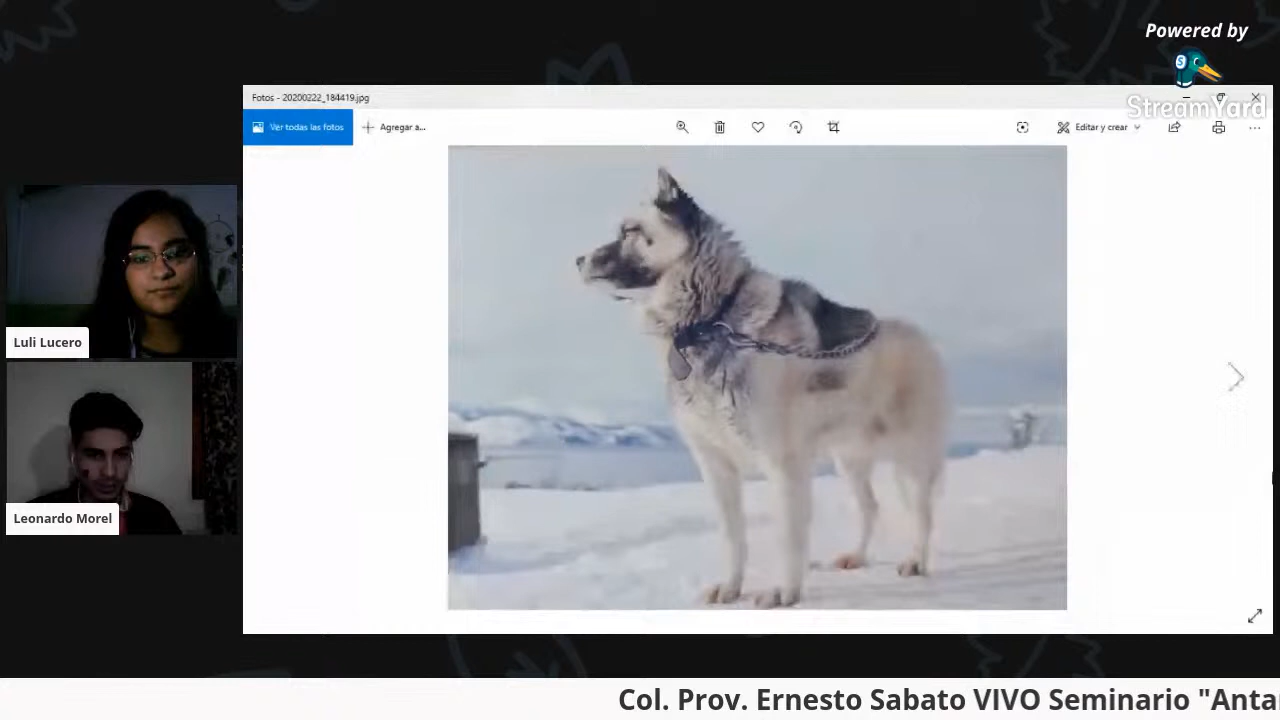 Powered by
StreamYard
Fotos - 20200222_184419.jpg
Ver todas las fotos
Agregar a...
Editar y crear
Luli Lucero
Leonardo Morel
Col. Prov. Ernesto Sabato VIVO Seminario "Anta